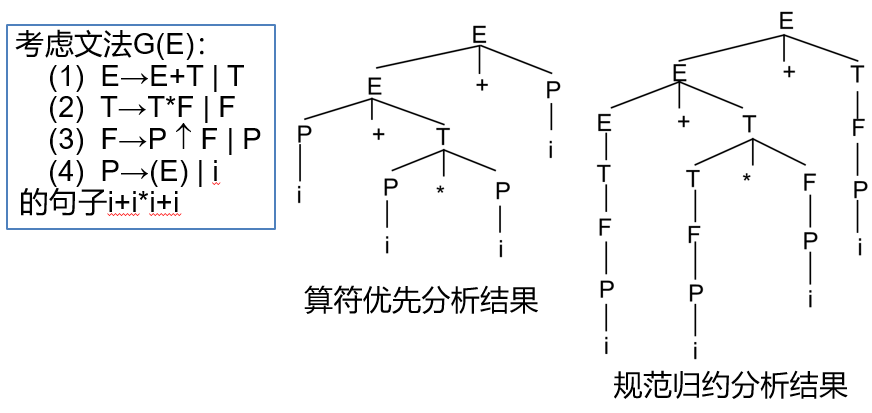 考虑文法G(E)：
(1) E→E+T | T
(2) T→T*F | F
(3) F→P↑F | P
(4) P→(E) | i
的句子i+i*i+i
E
E + P
P + T i
i P * P
i i
算符优先分析结果
E
E + T
E + T F
T T * F P
F F P i
P P i
i i
规范归约分析结果